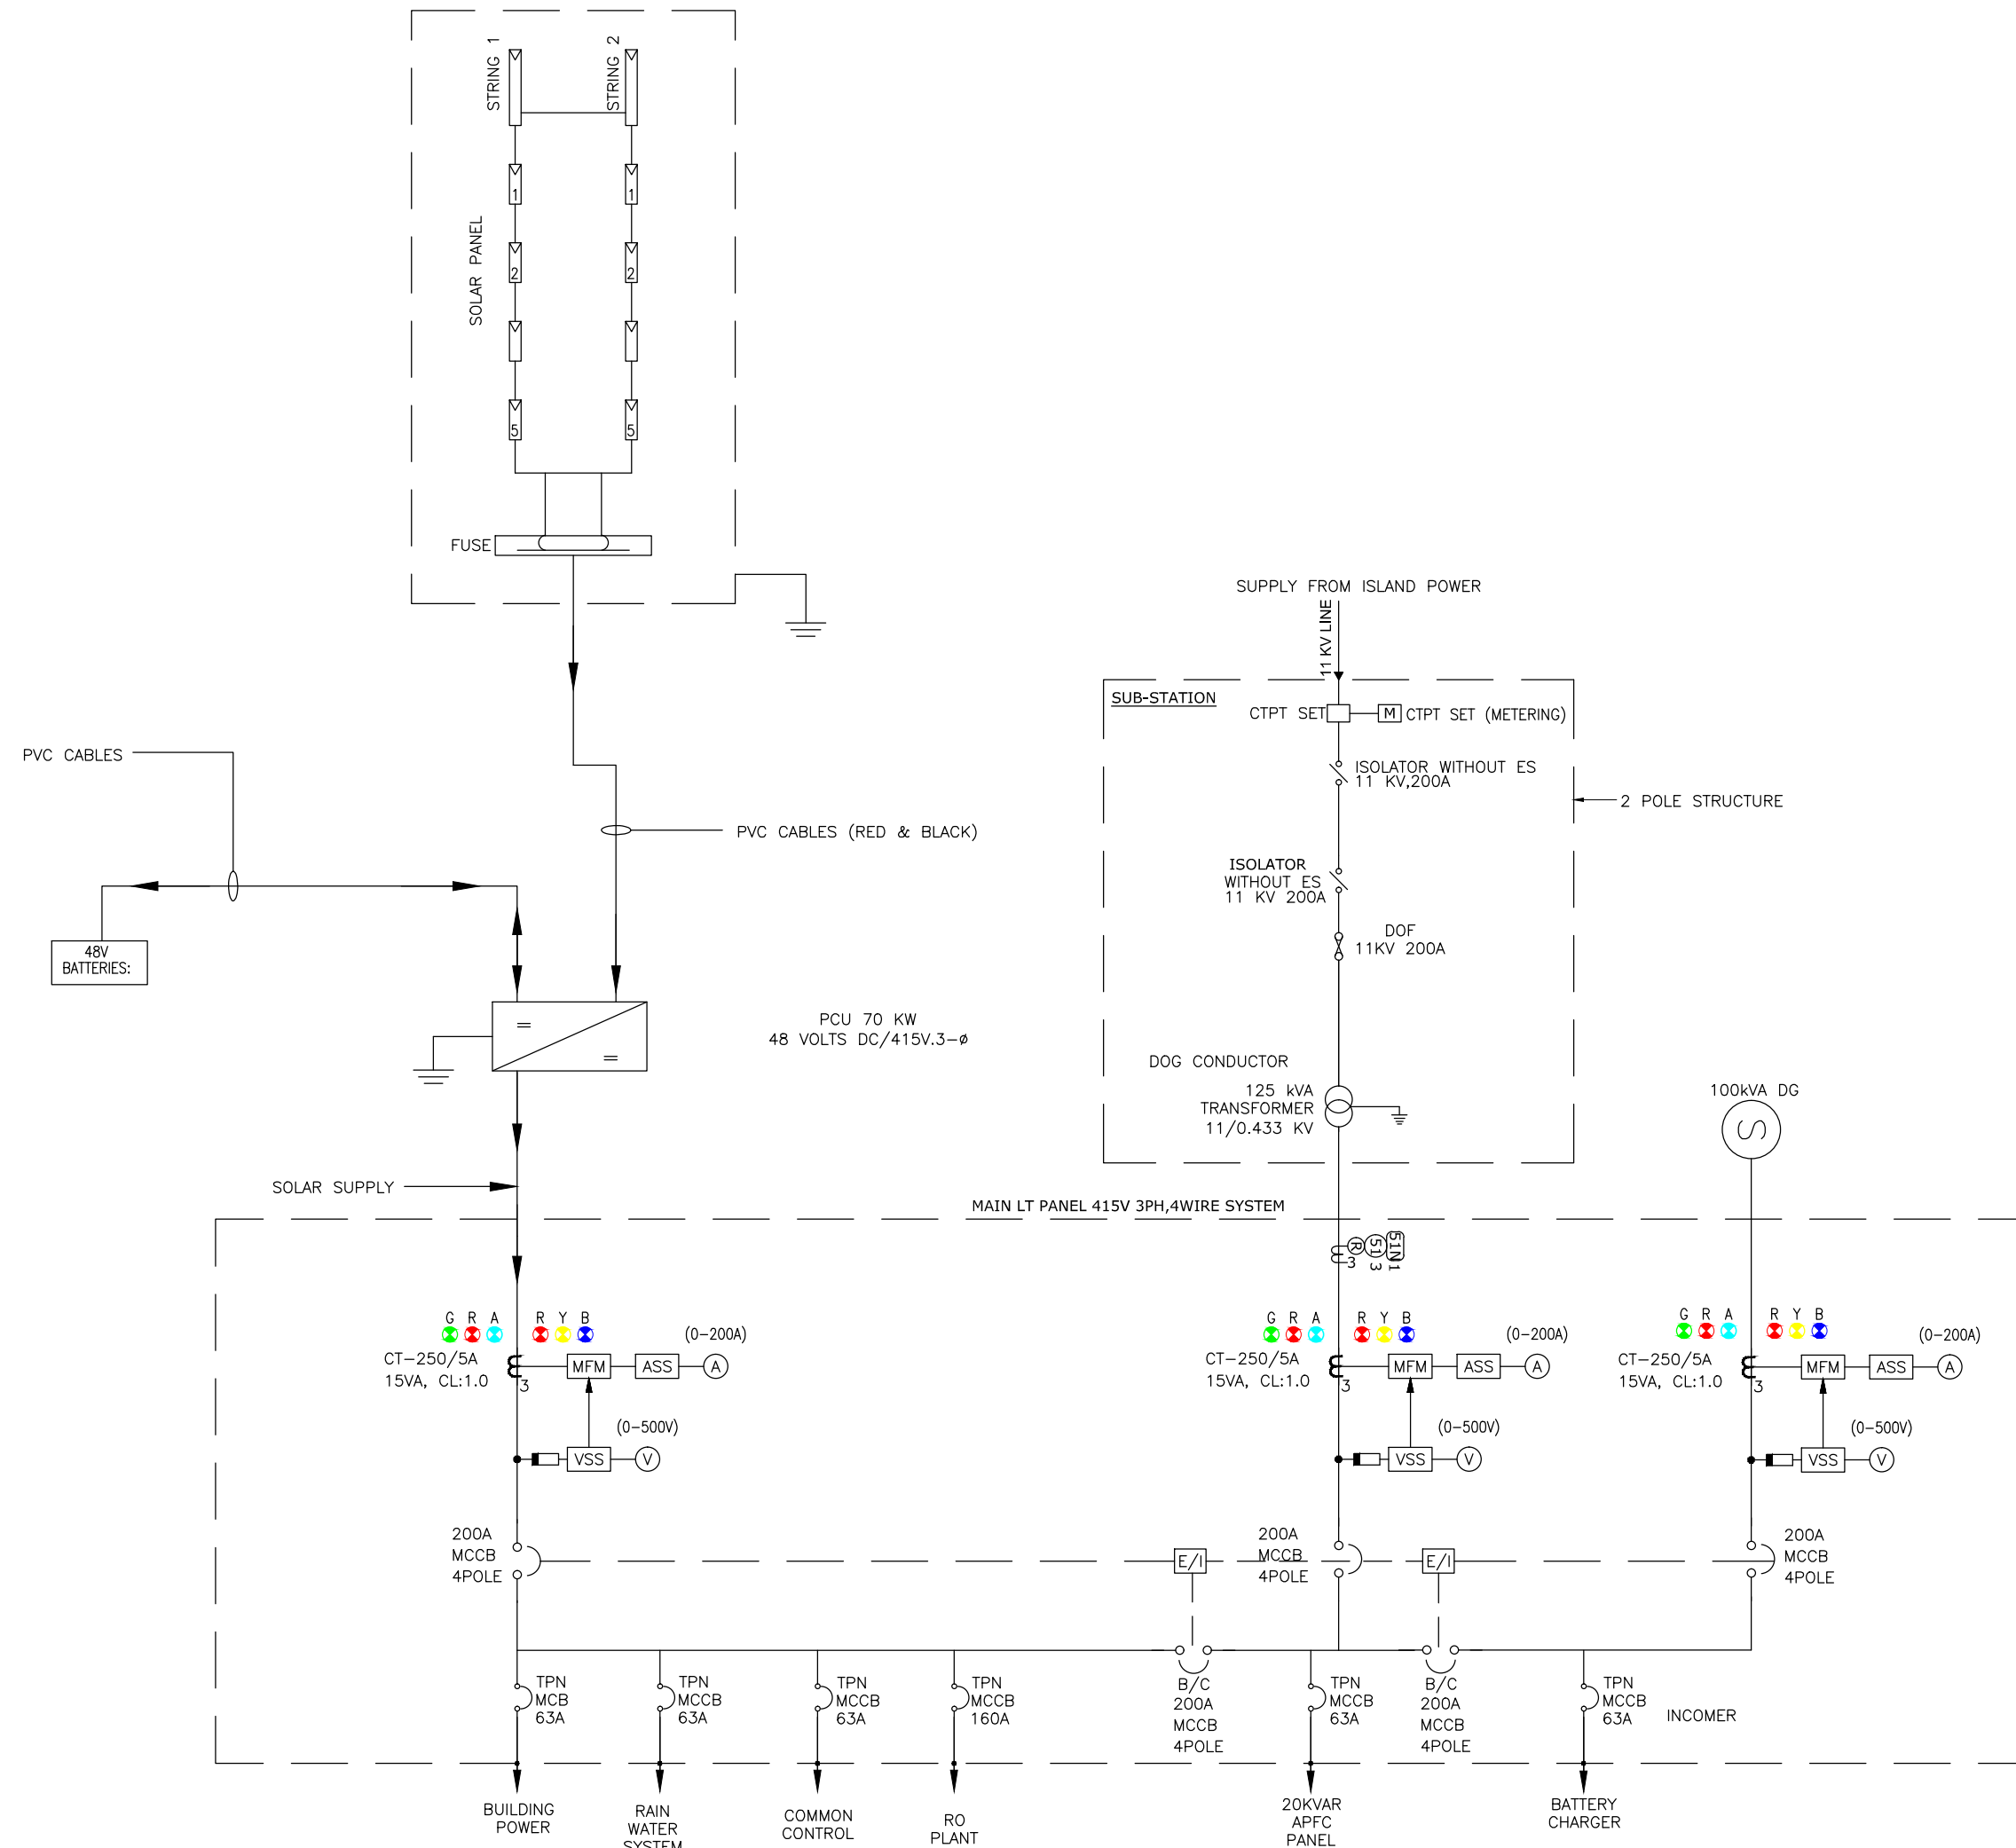 STRING 1
STRING 2
SOLAR PANEL
1
1
2
2
5
5
FUSE
SUPPLY FROM ISLAND POWER
11 KV LINE
SUB-STATION
CTPT SET
M
CTPT SET (METERING)
ISOLATOR WITHOUT ES
11 KV,200A
2 POLE STRUCTURE
ISOLATOR
WITHOUT ES
11 KV 200A
DOF
11KV 200A
DOG CONDUCTOR
125 kVA
TRANSFORMER
11/0.433 KV
PVC CABLES
PVC CABLES (RED & BLACK)
48V
BATTERIES:
PCU 70 KW
48 VOLTS DC/415V.3-ø
100kVA DG
S
SOLAR SUPPLY
MAIN LT PANEL 415V 3PH,4WIRE SYSTEM
R
51
51N
3
3
1
G R A R Y B
(0-200A)
CT-250/5A
15VA, CL:1.0
3
MFM
ASS
A
(0-500V)
VSS
V
G R A R Y B
(0-200A)
CT-250/5A
15VA, CL:1.0
3
MFM
ASS
A
(0-500V)
VSS
V
G R A R Y B
(0-200A)
CT-250/5A
15VA, CL:1.0
3
MFM
ASS
A
(0-500V)
VSS
V
200A
MCCB
4POLE
E/I
200A
MCCB
4POLE
E/I
200A
MCCB
4POLE
TPN
MCB
63A
TPN
MCCB
63A
TPN
MCCB
63A
TPN
MCCB
160A
B/C
200A
MCCB
4POLE
TPN
MCCB
63A
B/C
200A
MCCB
4POLE
TPN
MCCB
63A
INCOMER
BUILDING
POWER
RAIN
WATER
SYSTEM
COMMON
CONTROL
RO
PLANT
20KVAR
APFC
PANEL
BATTERY
CHARGER